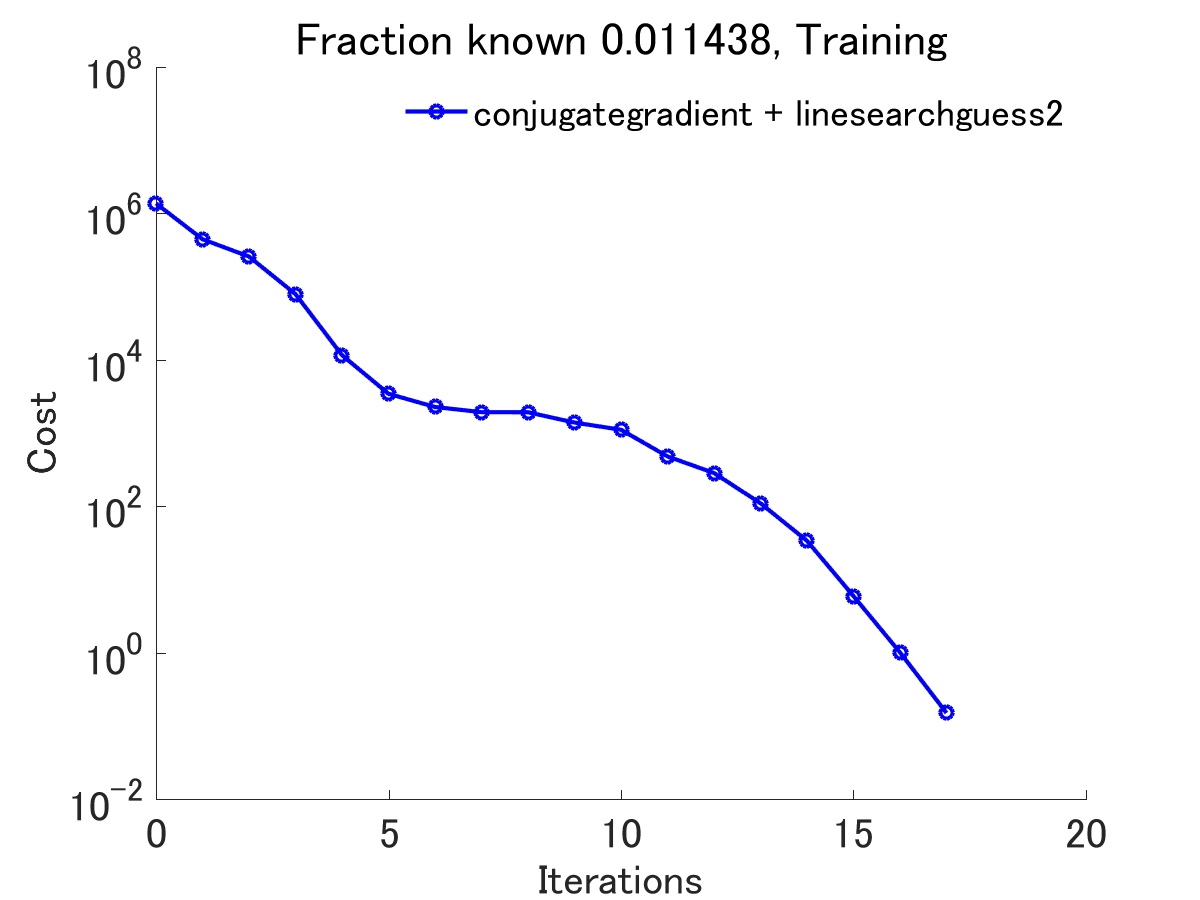 Fraction known 0.011438, Training
conjugategradient + linesearchguess2
10^8
10^6
10^4
10^2
10^0
10^-2
Cost
0 5 10 15 20
Iterations